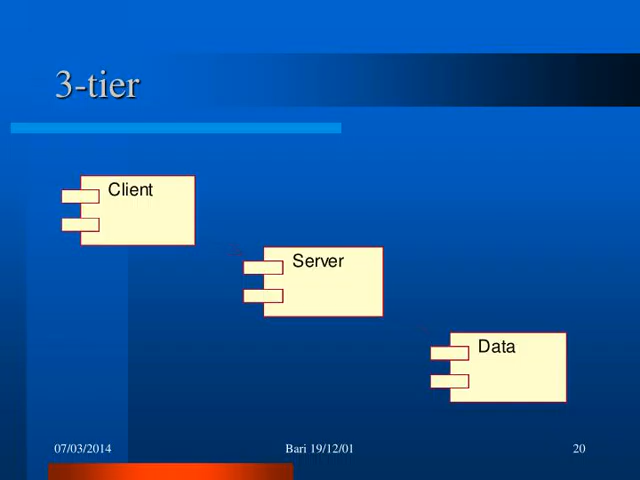 3-tier
Client
Server
Data
07/03/2014
Bari 19/12/01
20